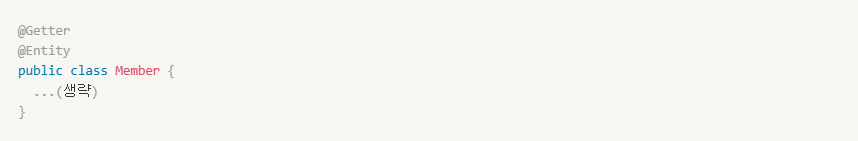 @Getter
@Entity
public class Member {
  ...(생략)
}